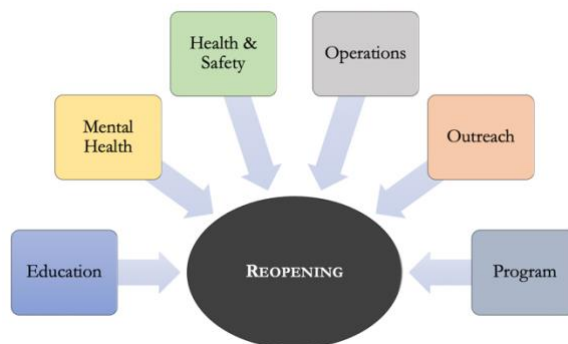 Health &
Safety
Operations
Mental
Health
Outreach
Education
REOPENING
Program